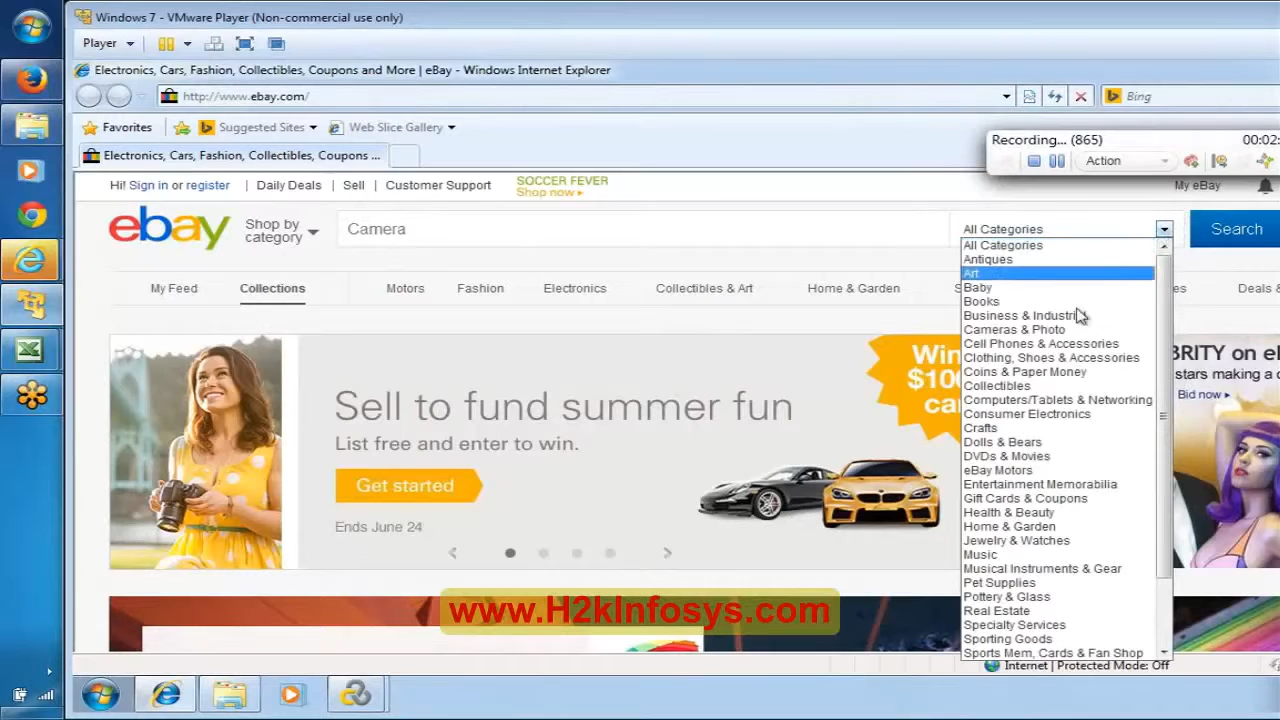 Windows 7 - VMware Player (Non-commercial use only)
Player
Electronics, Cars, Fashion, Collectibles, Coupons and More | eBay - Windows Internet Explorer
http://www.ebay.com/
Bing
Favorites
Suggested Sites
Web Slice Gallery
Recording... (865)
00:02:
Electronics, Cars, Fashion, Collectibles, Coupons ...
Action
Hi! Sign in or register
Daily Deals
Sell
Customer Support
SOCCER FEVER
Shop now
My eBay
ebay
Shop by
category
Camera
All Categories
Search
My Feed
Collections
Motors
Fashion
Electronics
Collectibles & Art
Home & Garden
Deals &
All Categories
Antiques
Art
Baby
Books
Business & Industri
Cameras & Photo
Cell Phones & Accessories
Clothing, Shoes & Accessories
Coins & Paper Money
Collectibles
Computers/Tablets & Networking
Consumer Electronics
Crafts
Dolls & Bears
DVDs & Movies
eBay Motors
Entertainment Memorabilia
Gift Cards & Coupons
Health & Beauty
Home & Garden
Jewelry & Watches
Music
Musical Instruments & Gear
Pet Supplies
Pottery & Glass
Real Estate
Specialty Services
Sporting Goods
Sports Mem, Cards & Fan Shop
Sell to fund summer fun
List free and enter to win.
Get started
Ends June 24
Win
$100
car
BRITY on e
stars making a
Bid now
www.H2kInfosys.com
Internet | Protected Mode: Off